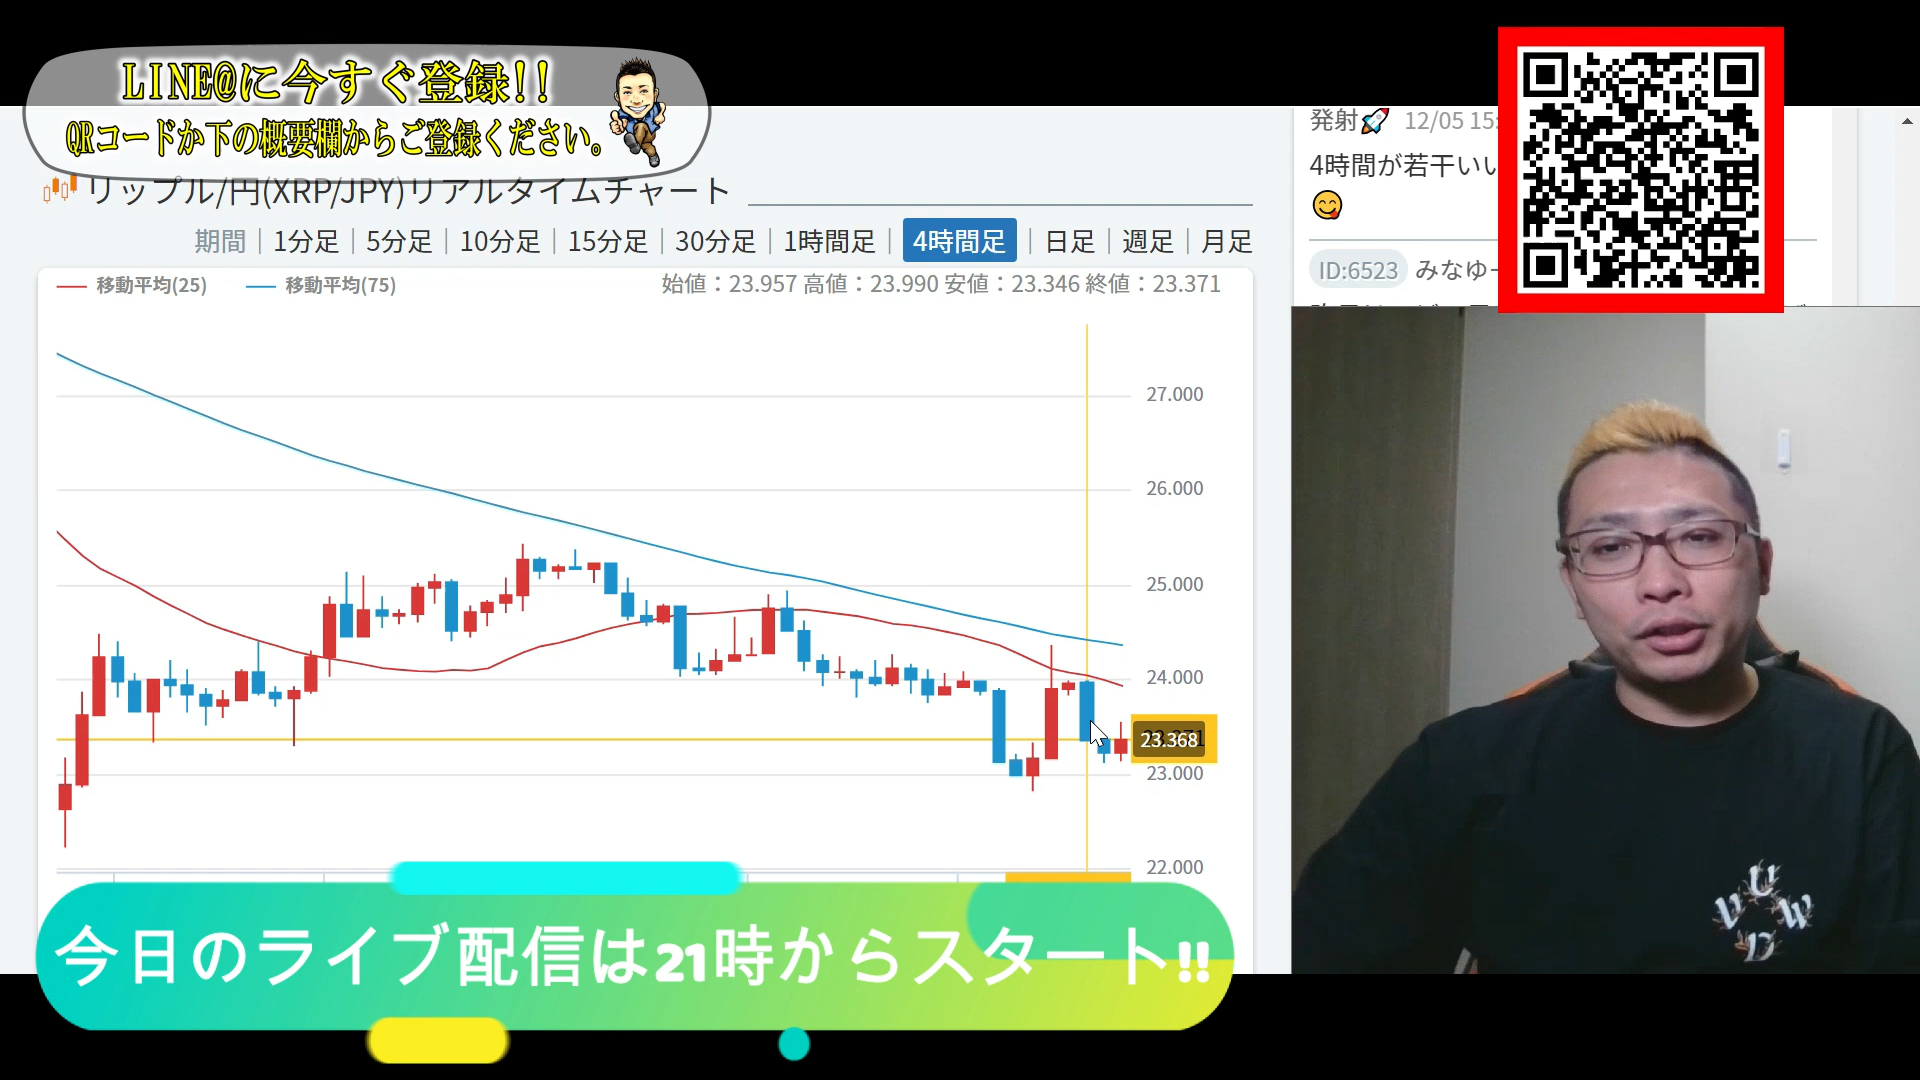 LINE@に今すぐ登録!!
QRコードか下の概要欄からご登録ください。
発射🚀 12/05 15:
4時間が若干いい
😋
ID:6523 みなゆ
リップル/円(XRP/JPY)リアルタイムチャート
期間 | 1分足 | 5分足 | 10分足 | 15分足 | 30分足 | 1時間足 | 4時間足 | 日足 | 週足 | 月足
移動平均(25) 移動平均(75) 始値：23.957 高値：23.990 安値：23.346 終値：23.371
27.000
26.000
25.000
24.000
23.368
23.000
22.000
今日のライブ配信は21時からスタート!!
U
V W
D